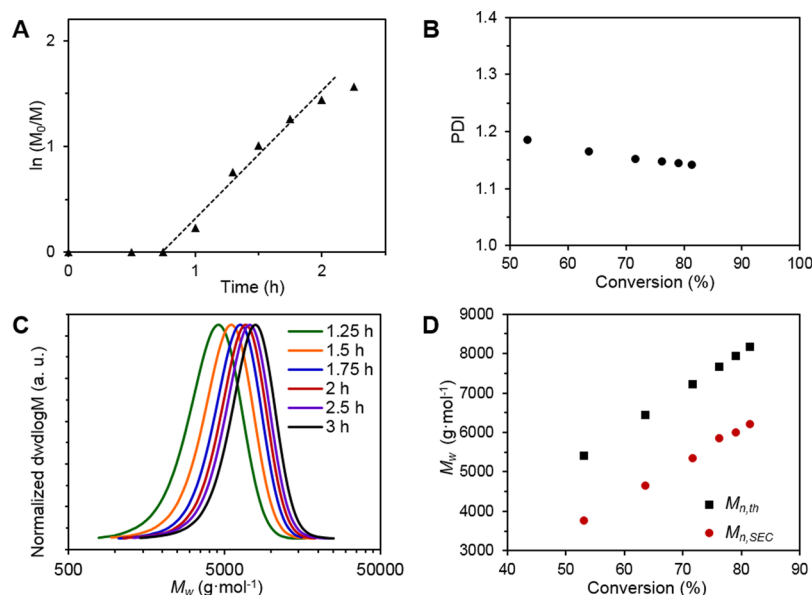 A
2
1
0
0
1
2
ln (M0/M)
Time (h)
B
1.4
1.3
1.2
1.1
1.0
50
60
70
80
90
100
PDI
Conversion (%)
C
1.25 h
1.5 h
1.75 h
2 h
2.5 h
3 h
Normalized dwdlogM (a. u.)
500
5000
50000
Mw (g·mol-1)
D
9000
8000
7000
6000
5000
4000
3000
40
50
60
70
80
90
Mw (g·mol-1)
Mn,th
Mn,SEC
Conversion (%)